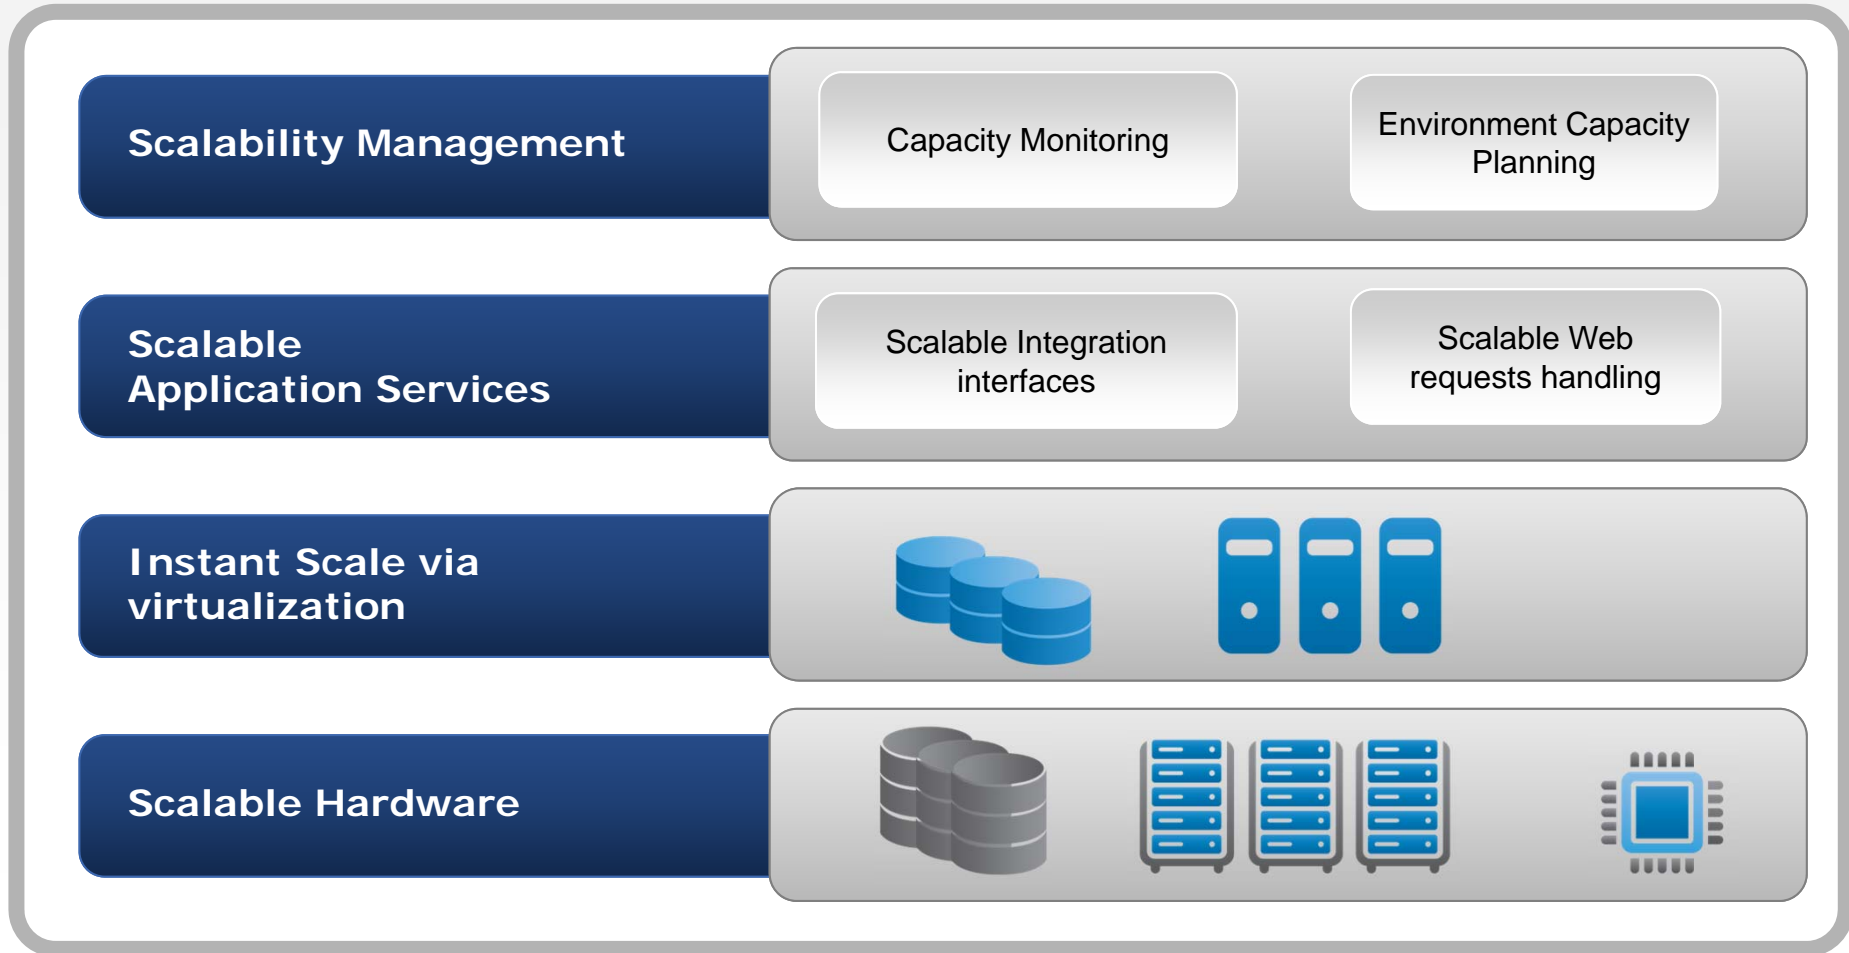 Scalability Management
Capacity Monitoring
Environment Capacity
Planning
Scalable
Application Services
Scalable Integration
interfaces
Scalable Web
requests handling
Instant Scale via
virtualization
Scalable Hardware